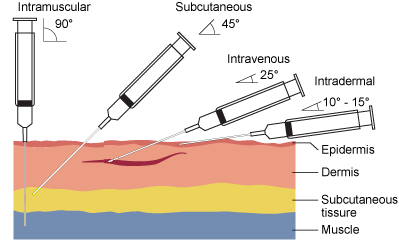 Intramuscular
90°
Subcutaneous
45°
Intravenous
25°
Intradermal
10° - 15°
Epidermis
Dermis
Subcutaneous
tissure
Muscle